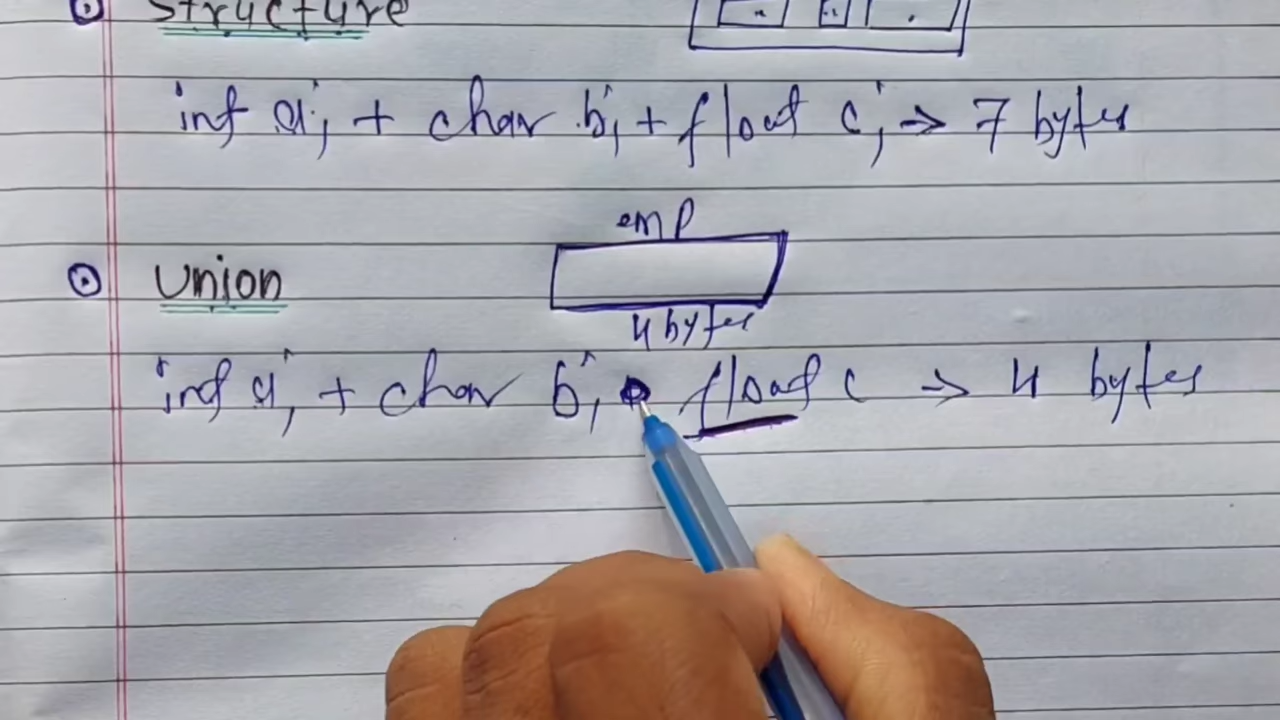 Structure
int a; + char b; + float c; → 7 bytes
emp
Union
4 bytes
int a; + char b; float c → 4 bytes